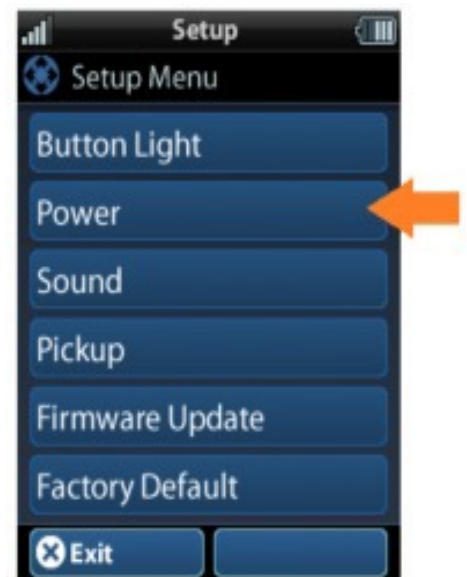 Setup
Setup Menu
Button Light
Power
Sound
Pickup
Firmware Update
Factory Default
Exit